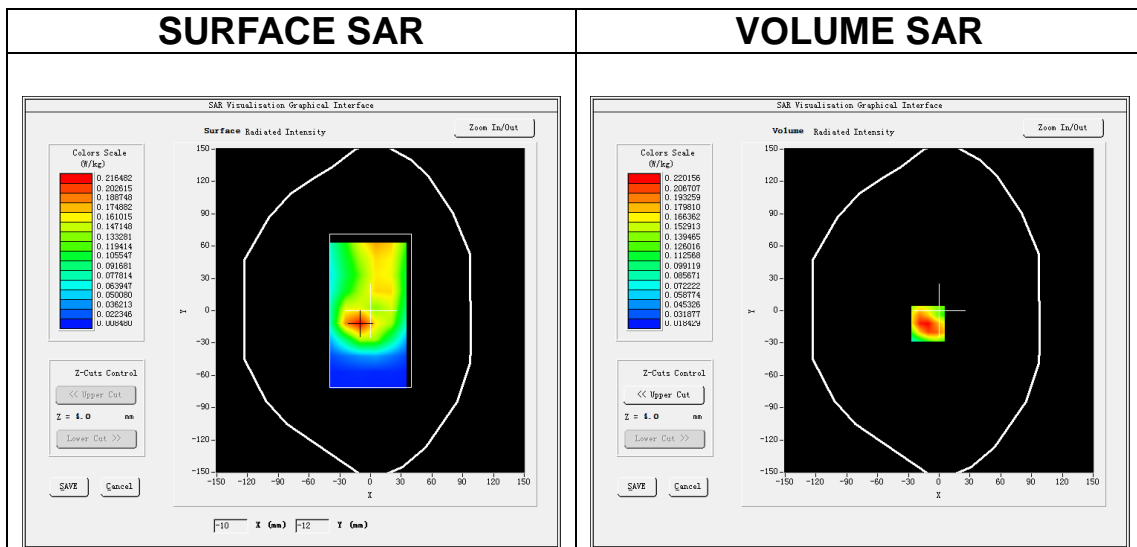 SURFACE SAR
VOLUME SAR
SAR Visualisation Graphical Interface
Surface Radiated Intensity
Zoom In/Out
Colors Scale
(W/kg)
0.216482
0.202615
0.188748
0.174882
0.161015
0.147148
0.133281
0.119414
0.105547
0.091681
0.077814
0.063947
0.050080
0.036213
0.022346
0.008480
150
120
90
60
30
0
-30
-60
-90
-120
-150
Y
-150 -120 -90 -60 -30 0 30 60 90 120 150
X
Z-Cuts Control
<< Upper Cut
Z = 4.0 mm
Lower Cut >>
SAVE Cancel
-10 X (mm) -12 Y (mm)
SAR Visualisation Graphical Interface
Volume Radiated Intensity
Zoom In/Out
Colors Scale
(W/kg)
0.220156
0.206707
0.193259
0.179810
0.166362
0.152913
0.139465
0.126016
0.112568
0.099119
0.085671
0.072222
0.058774
0.045326
0.031877
0.018429
150
120
90
60
30
0
-30
-60
-90
-120
-150
Y
-150 -120 -90 -60 -30 0 30 60 90 120 150
X
Z-Cuts Control
<< Upper Cut
Z = 4.0 mm
Lower Cut >>
SAVE Cancel